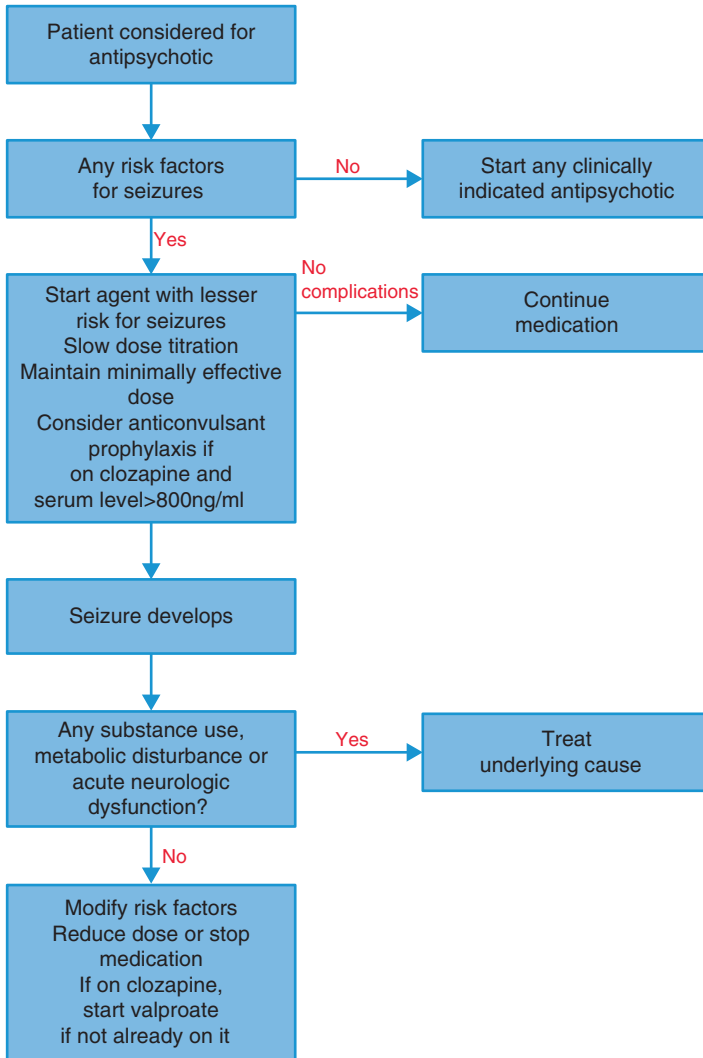 Patient considered for
antipsychotic
Any risk factors
for seizures
No
Start any clinically
indicated antipsychotic
Yes
Start agent with lesser
risk for seizures
Slow dose titration
Maintain minimally effective
dose
Consider anticonvulsant
prophylaxis if
on clozapine and
serum level>800ng/ml
No
complications
Continue
medication
Seizure develops
Any substance use,
metabolic disturbance or
acute neurologic
dysfunction?
Yes
Treat
underlying cause
No
Modify risk factors
Reduce dose or stop
medication
If on clozapine,
start valproate
if not already on it